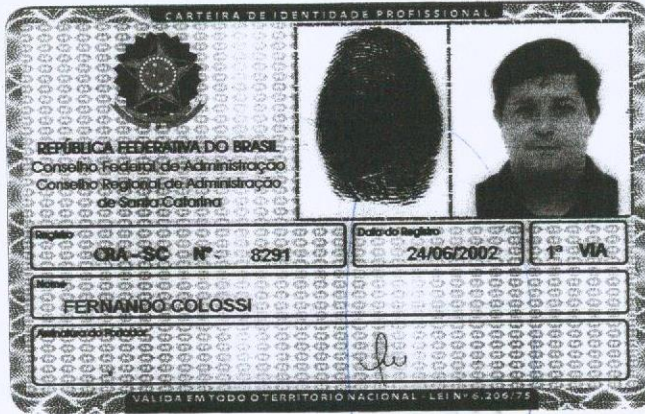 CARTEIRA DE IDENTIDADE PROFISSIONAL
REPÚBLICA FEDERATIVA DO BRASIL
Conselho Federal de Administração
Conselho Regional de Administração
de Santa Catarina
Registro
CRA-SC Nº- 8291
Data do Registro
24/06/2002
1ª VIA
Nome
FERNANDO COLOSSI
Assinatura do Portador
VALIDA EM TODO O TERRITORIO NACIONAL - LEI Nº 6.206/75